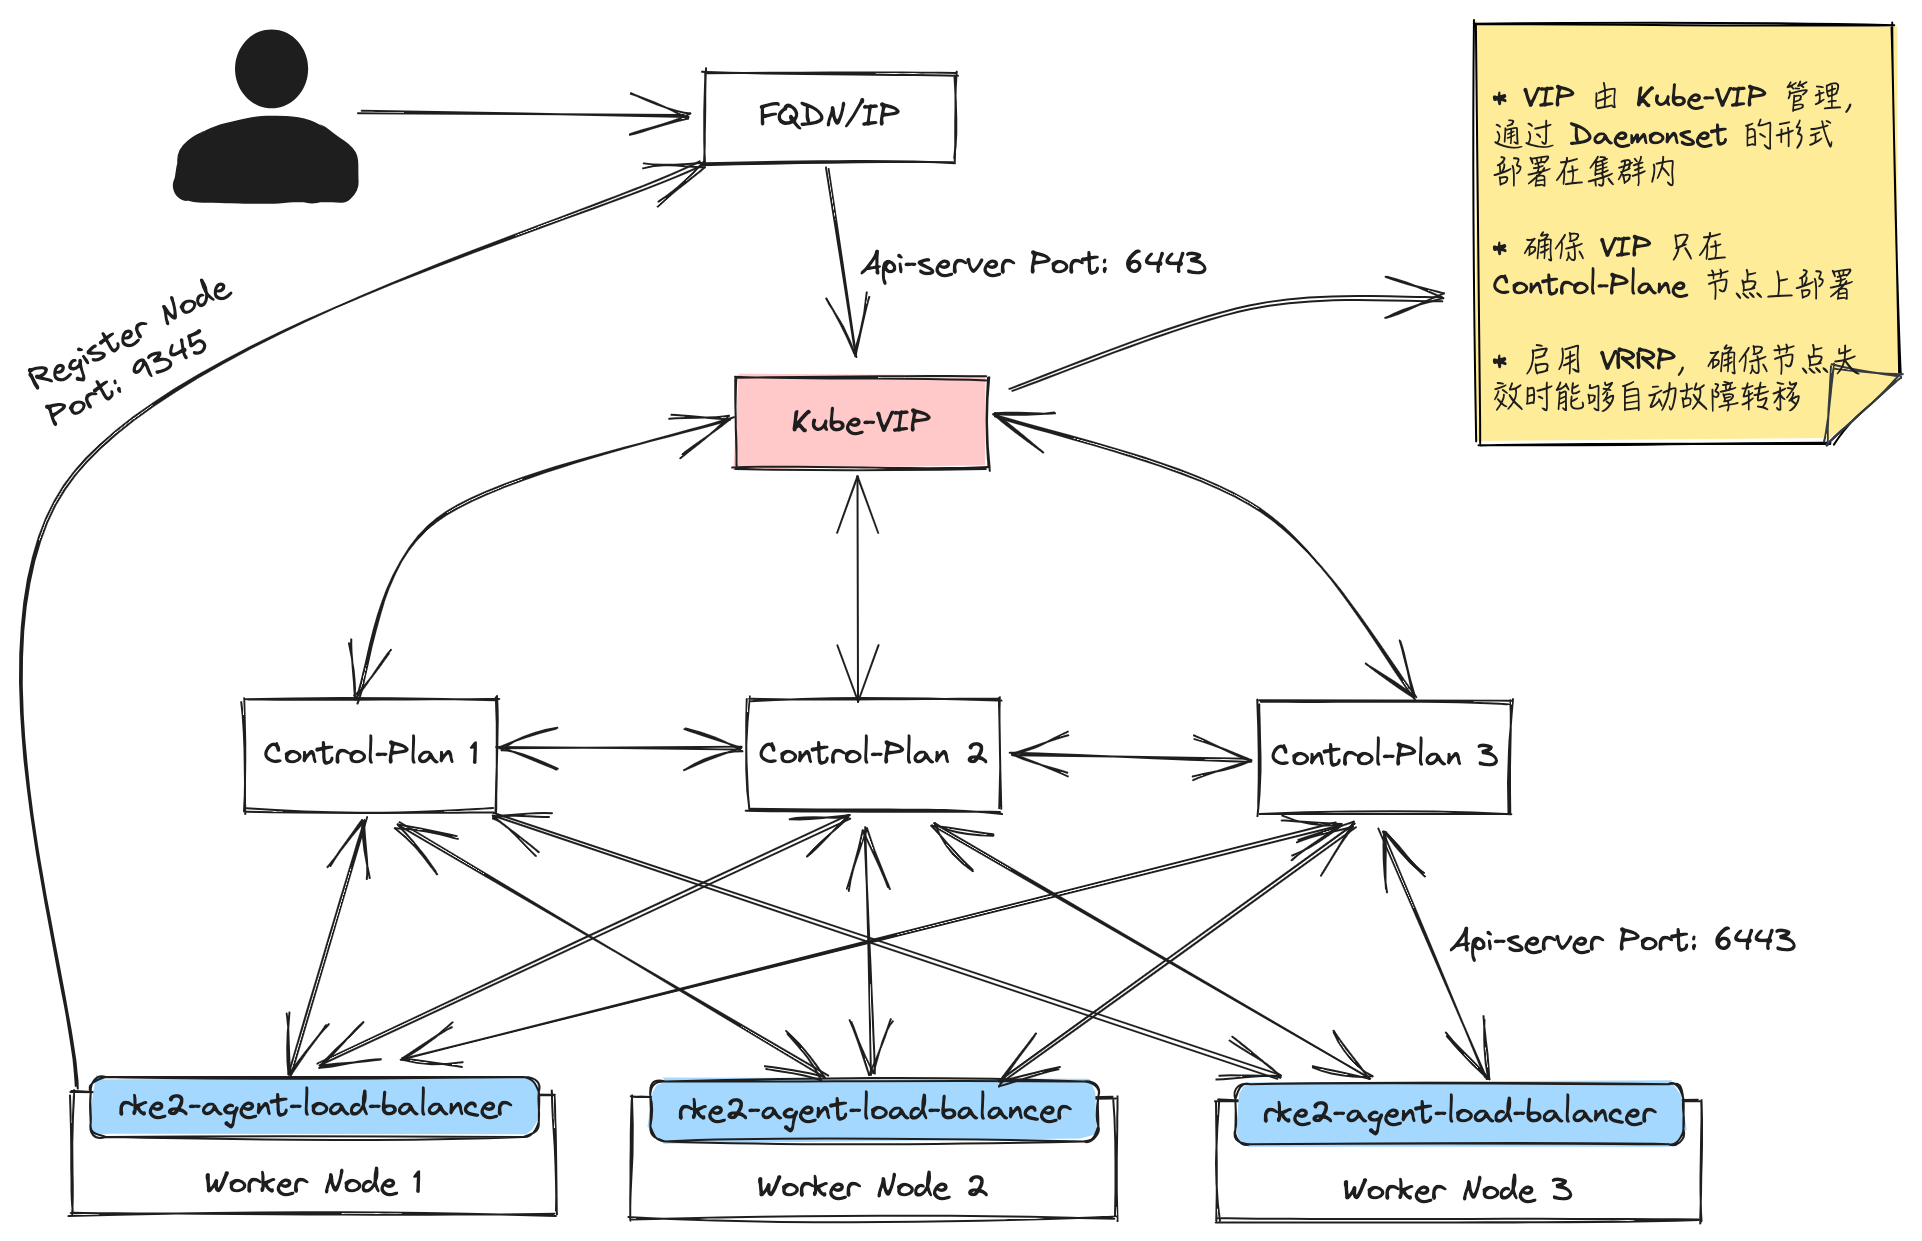 FQDN/IP
* VIP 由 Kube-VIP 管理,
通过 Daemonset 的形式
部署在集群内
* 确保 VIP 只在
Control-Plane 节点上部署
* 启用 VRRP, 确保节点失
效时能够自动故障转移
Api-server Port: 6443
Register Node
Port: 9345
Kube-VIP
Control-Plan 1
Control-Plan 2
Control-Plan 3
Api-server Port: 6443
rke2-agent-load-balancer
rke2-agent-load-balancer
rke2-agent-load-balancer
Worker Node 1
Worker Node 2
Worker Node 3